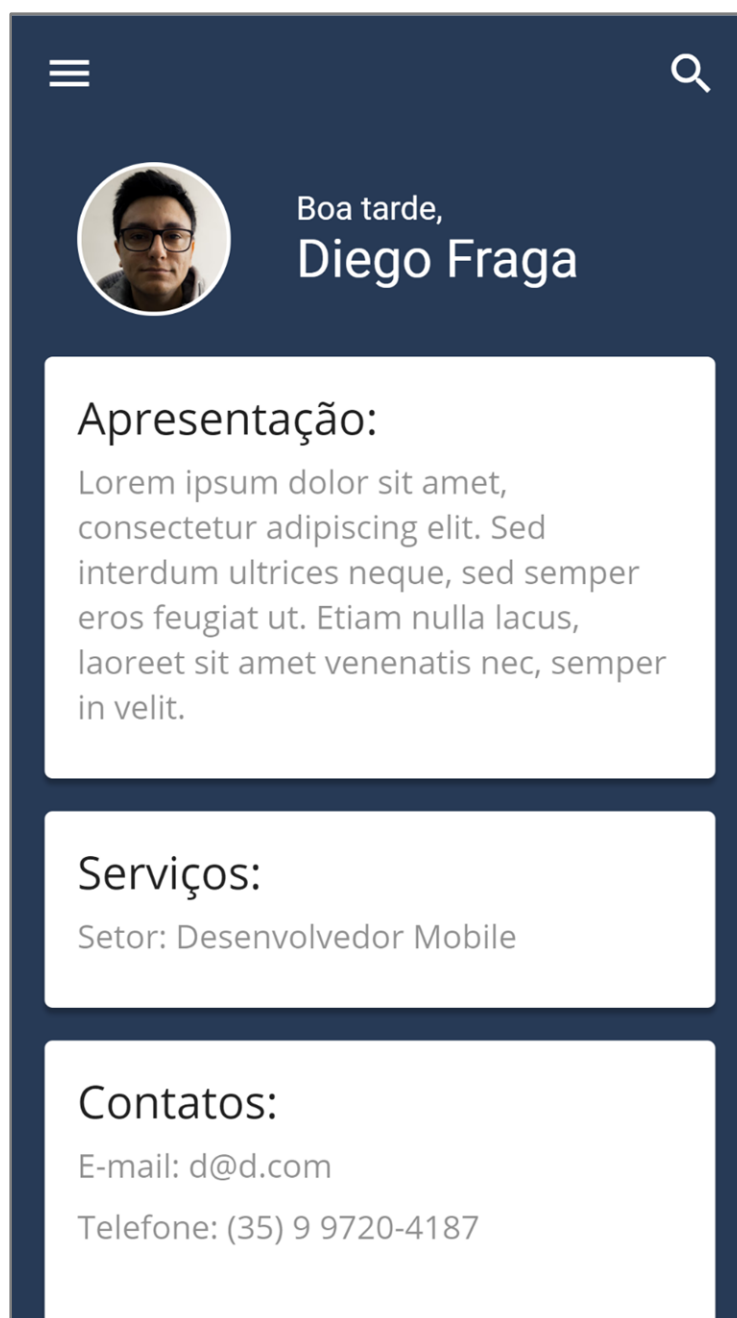 Boa tarde,
Diego Fraga
Apresentação:
Lorem ipsum dolor sit amet,
consectetur adipiscing elit. Sed
interdum ultrices neque, sed semper
eros feugiat ut. Etiam nulla lacus,
laoreet sit amet venenatis nec, semper
in velit.
Serviços:
Setor: Desenvolvedor Mobile
Contatos:
E-mail: d@d.com
Telefone: (35) 9 9720-4187